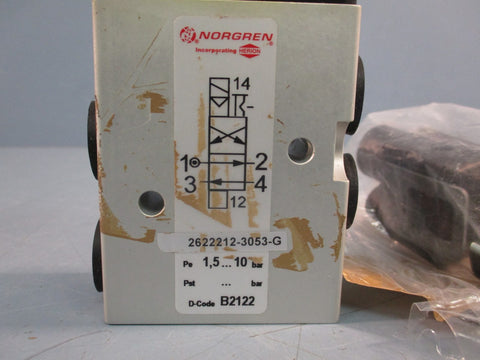 NORGREN
Incorporating HERION
14
1 2
3 4
12
2622212-3053-G
Pe 1,5 ... 10 bar
Pst ... bar
D-Code B2122